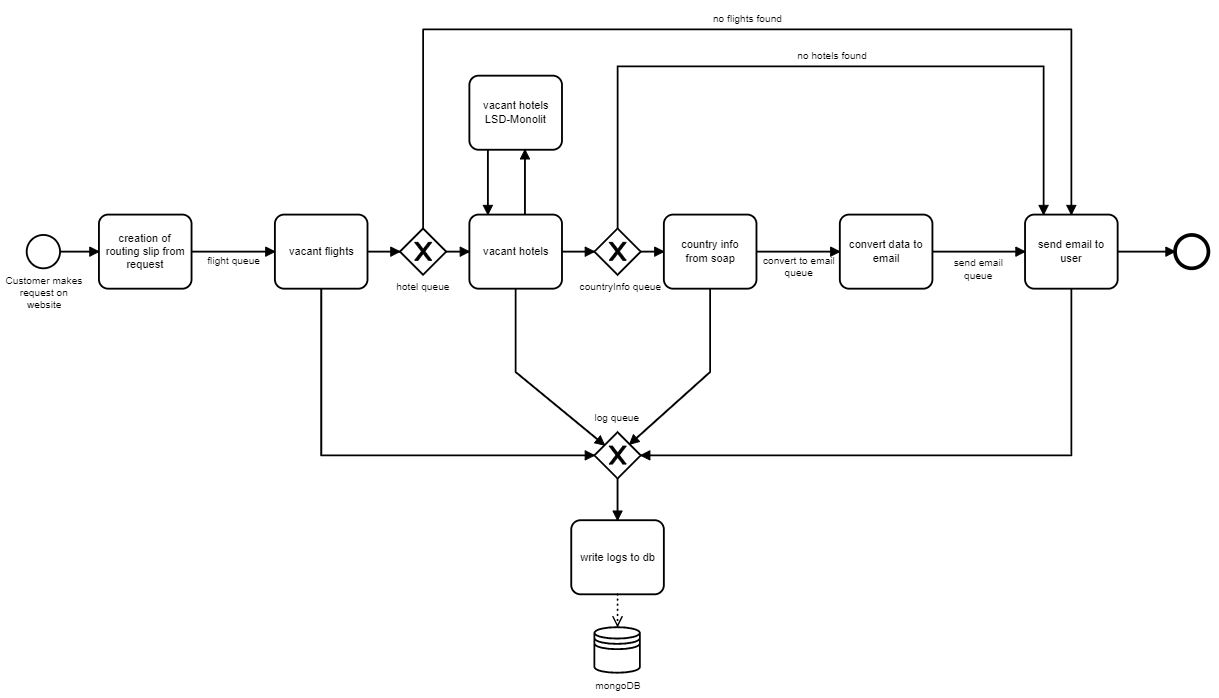 no flights found
no hotels found
vacant hotels
LSD-Monolit
creation of
routing slip from
request
flight queue
vacant flights
hotel queue
vacant hotels
countryInfo queue
country info
from soap
convert to email
queue
convert data to
email
send email
queue
send email to
user
Customer makes
request on
website
log queue
write logs to db
mongoDB